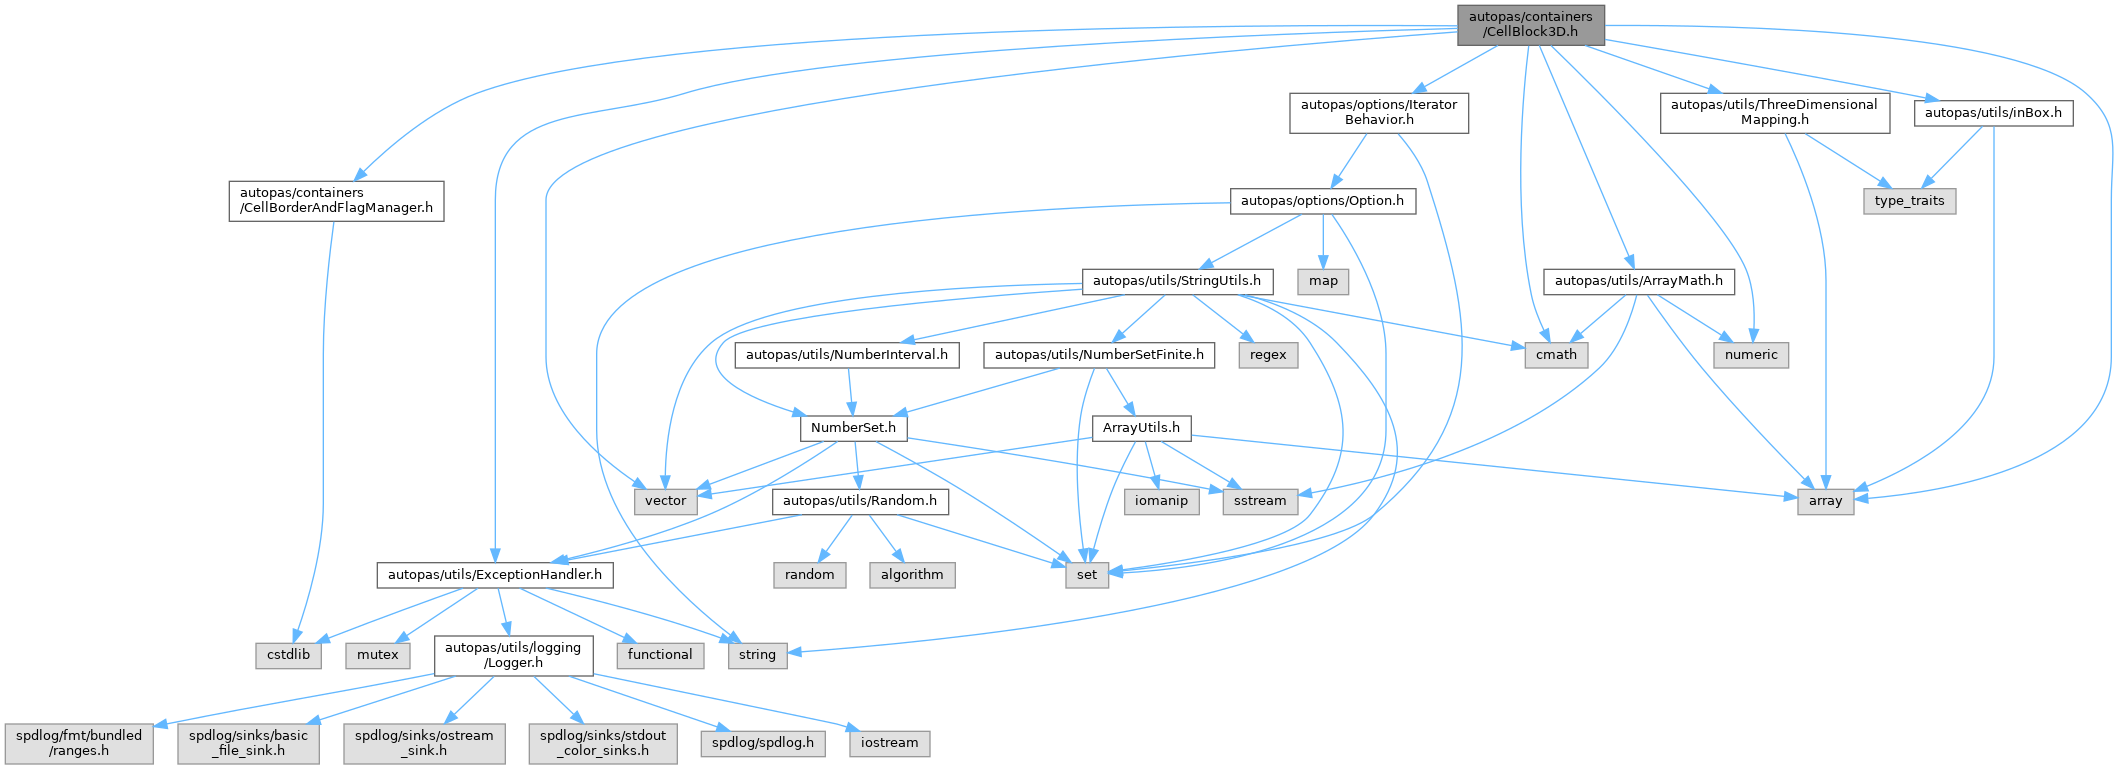 autopas/containers
/CellBlock3D.h
autopas/options/Iterator
Behavior.h
autopas/utils/ThreeDimensional
Mapping.h
autopas/utils/inBox.h
autopas/containers
/CellBorderAndFlagManager.h
autopas/options/Option.h
type_traits
autopas/utils/StringUtils.h
map
autopas/utils/ArrayMath.h
autopas/utils/NumberInterval.h
autopas/utils/NumberSetFinite.h
regex
cmath
numeric
NumberSet.h
ArrayUtils.h
vector
autopas/utils/Random.h
iomanip
sstream
array
autopas/utils/ExceptionHandler.h
random
algorithm
set
cstdlib
mutex
autopas/utils/logging
/Logger.h
functional
string
spdlog/fmt/bundled
/ranges.h
spdlog/sinks/basic
_file_sink.h
spdlog/sinks/ostream
_sink.h
spdlog/sinks/stdout
_color_sinks.h
spdlog/spdlog.h
iostream